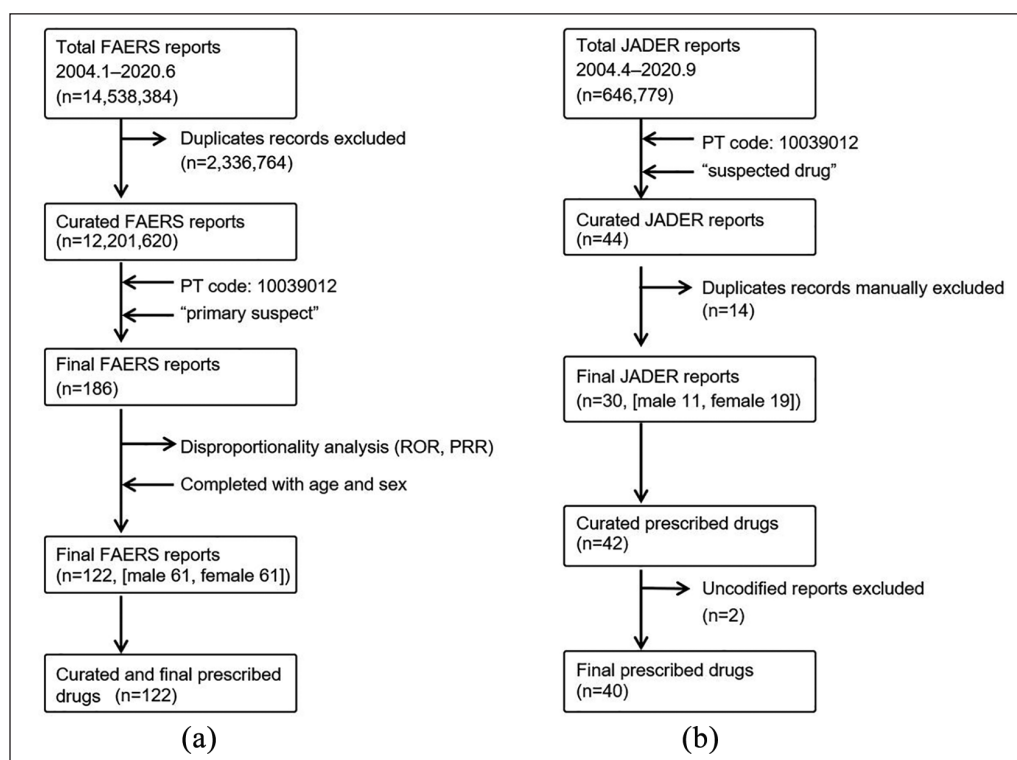 Total FAERS reports
2004.1–2020.6
(n=14,538,384)
Duplicates records excluded
(n=2,336,764)
Curated FAERS reports
(n=12,201,620)
PT code: 10039012
“primary suspect”
Final FAERS reports
(n=186)
Disproportionality analysis (ROR, PRR)
Completed with age and sex
Final FAERS reports
(n=122, [male 61, female 61])
Curated and final prescribed
drugs (n=122)
(a)
Total JADER reports
2004.4–2020.9
(n=646,779)
PT code: 10039012
“suspected drug”
Curated JADER reports
(n=44)
Duplicates records manually excluded
(n=14)
Final JADER reports
(n=30, [male 11, female 19])
Curated prescribed drugs
(n=42)
Uncodified reports excluded
(n=2)
Final prescribed drugs
(n=40)
(b)